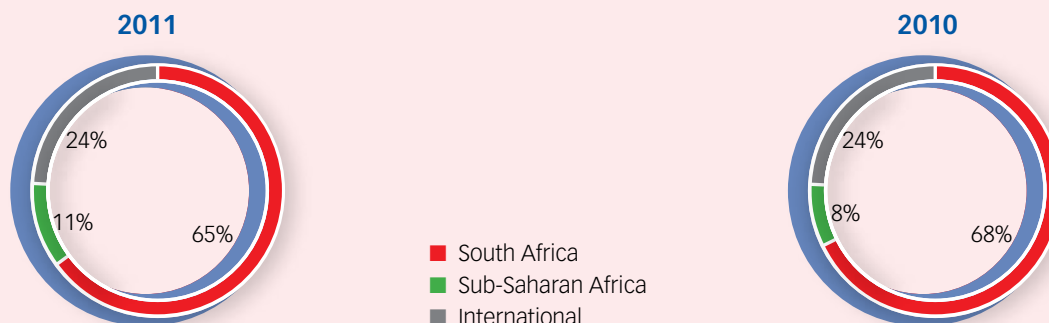 2011
24%
11%
65%
South Africa
Sub-Saharan Africa
International
2010
24%
8%
68%